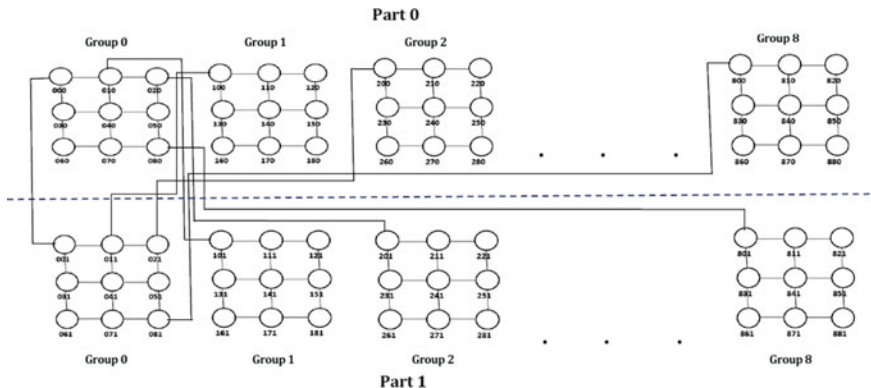 Part 0
Group 0
Group 1
Group 2
Group 8
000 010 020
100 110 120
200 210 220
800 810 820
030 040 050
130 140 150
230 240 250
830 840 850
060 070 080
160 170 180
260 270 280
860 870 880
001 011 021
101 111 121
201 211 221
801 811 821
031 041 051
131 141 151
231 241 251
831 841 851
061 071 081
161 171 181
261 271 281
861 871 881
Group 0
Group 1
Group 2
Group 8
Part 1